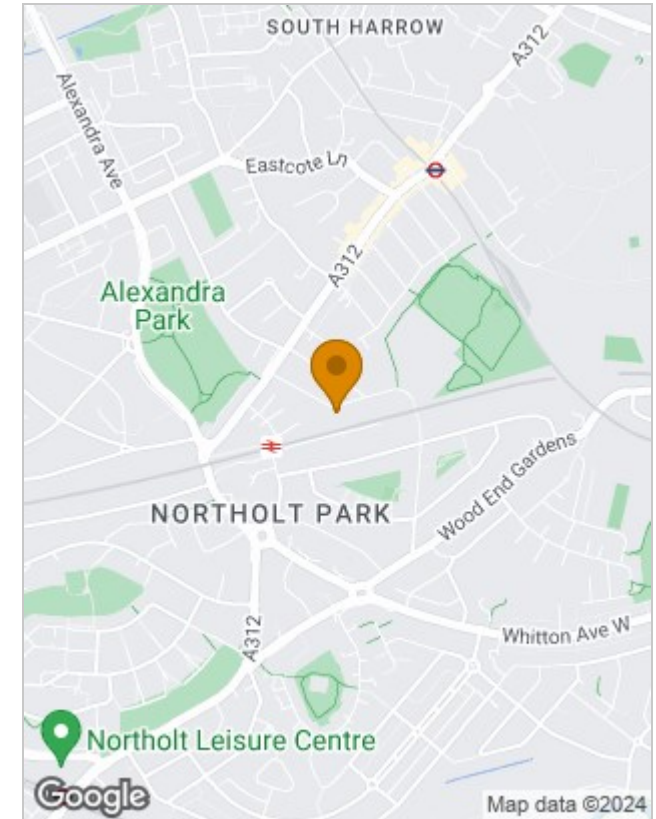 SOUTH HARROW
A312
Alexandra Ave
Eastcote Ln
A312
A312
Alexandra
Park
Wood End Gardens
NORTHOLT PARK
A312
Whitton Ave W
Northolt Leisure Centre
Google
Map data ©2024